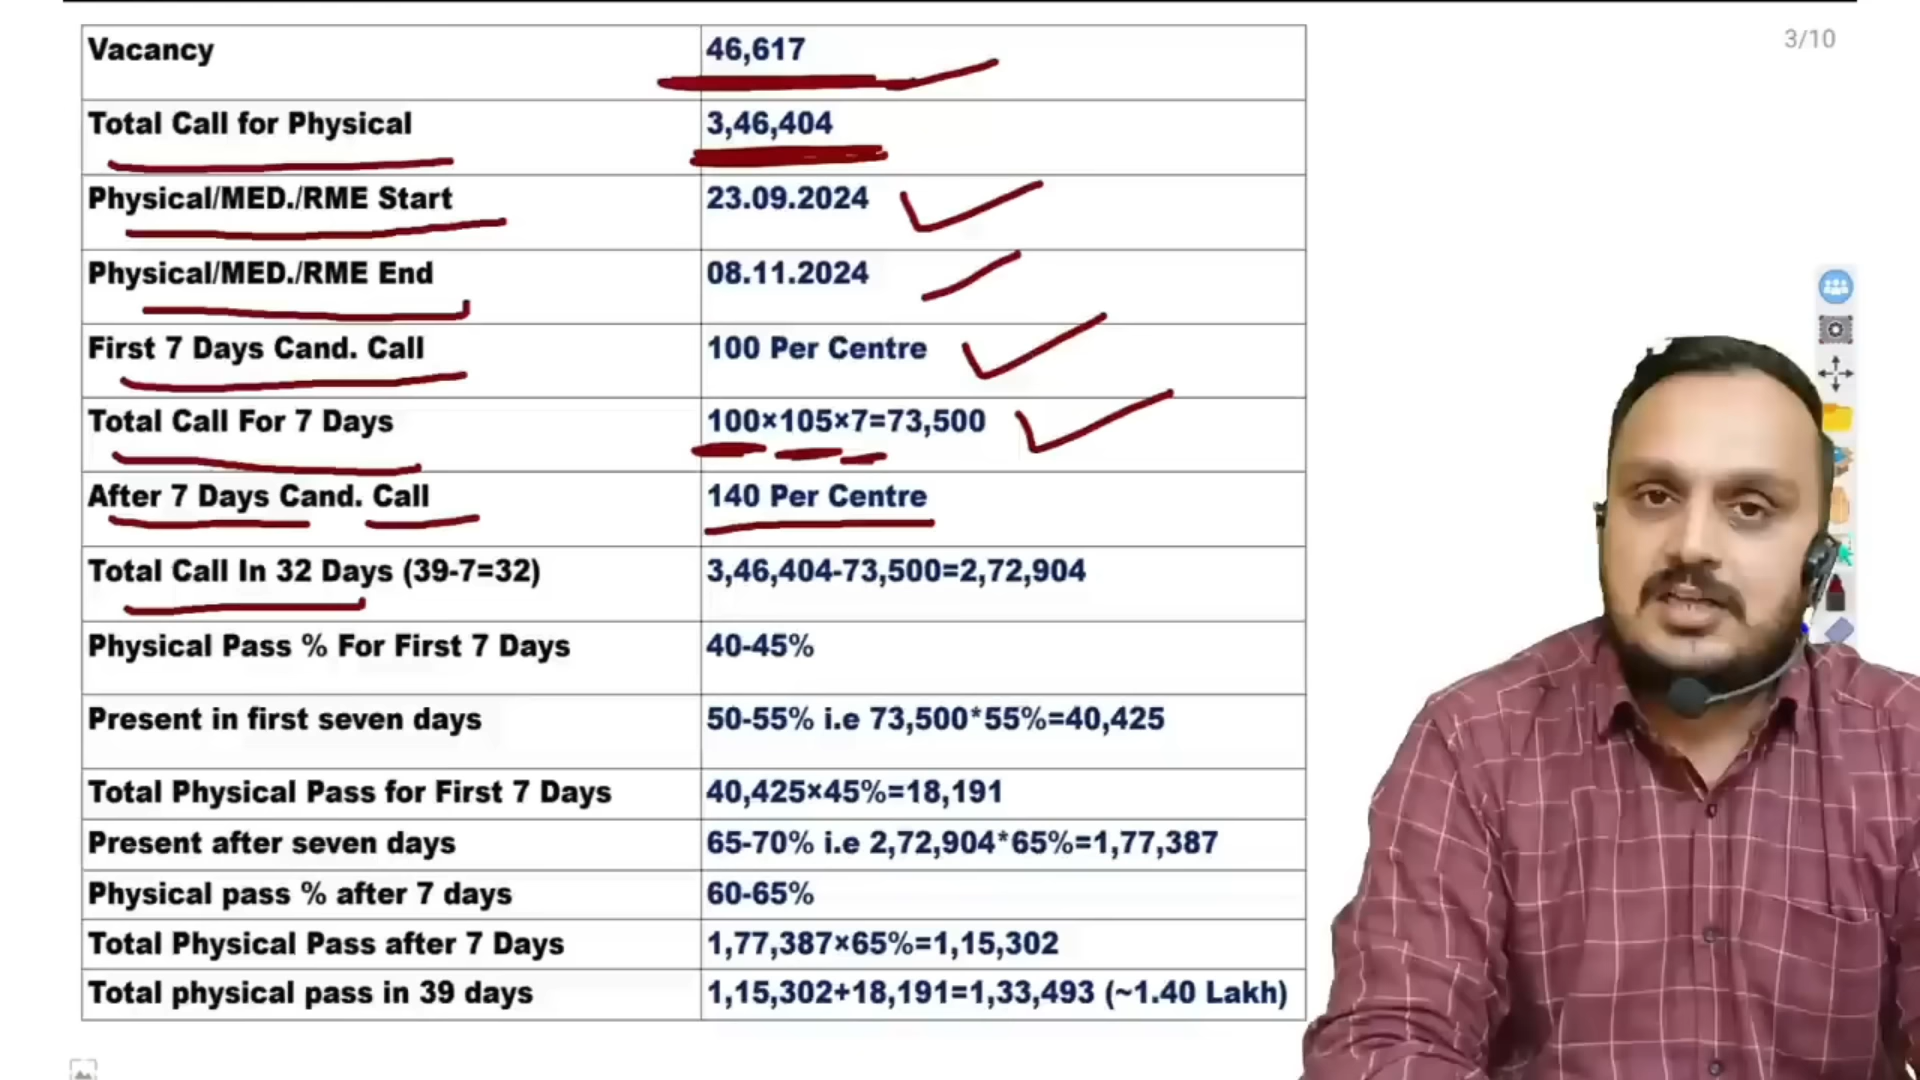 3/10
Vacancy 46,617
Total Call for Physical 3,46,404
Physical/MED./RME Start 23.09.2024
Physical/MED./RME End 08.11.2024
First 7 Days Cand. Call 100 Per Centre
Total Call For 7 Days 100×105×7=73,500
After 7 Days Cand. Call 140 Per Centre
Total Call In 32 Days (39-7=32) 3,46,404-73,500=2,72,904
Physical Pass % For First 7 Days 40-45%
Present in first seven days 50-55% i.e 73,500*55%=40,425
Total Physical Pass for First 7 Days 40,425×45%=18,191
Present after seven days 65-70% i.e 2,72,904*65%=1,77,387
Physical pass % after 7 days 60-65%
Total Physical Pass after 7 Days 1,77,387×65%=1,15,302
Total physical pass in 39 days 1,15,302+18,191=1,33,493 (~1.40 Lakh)